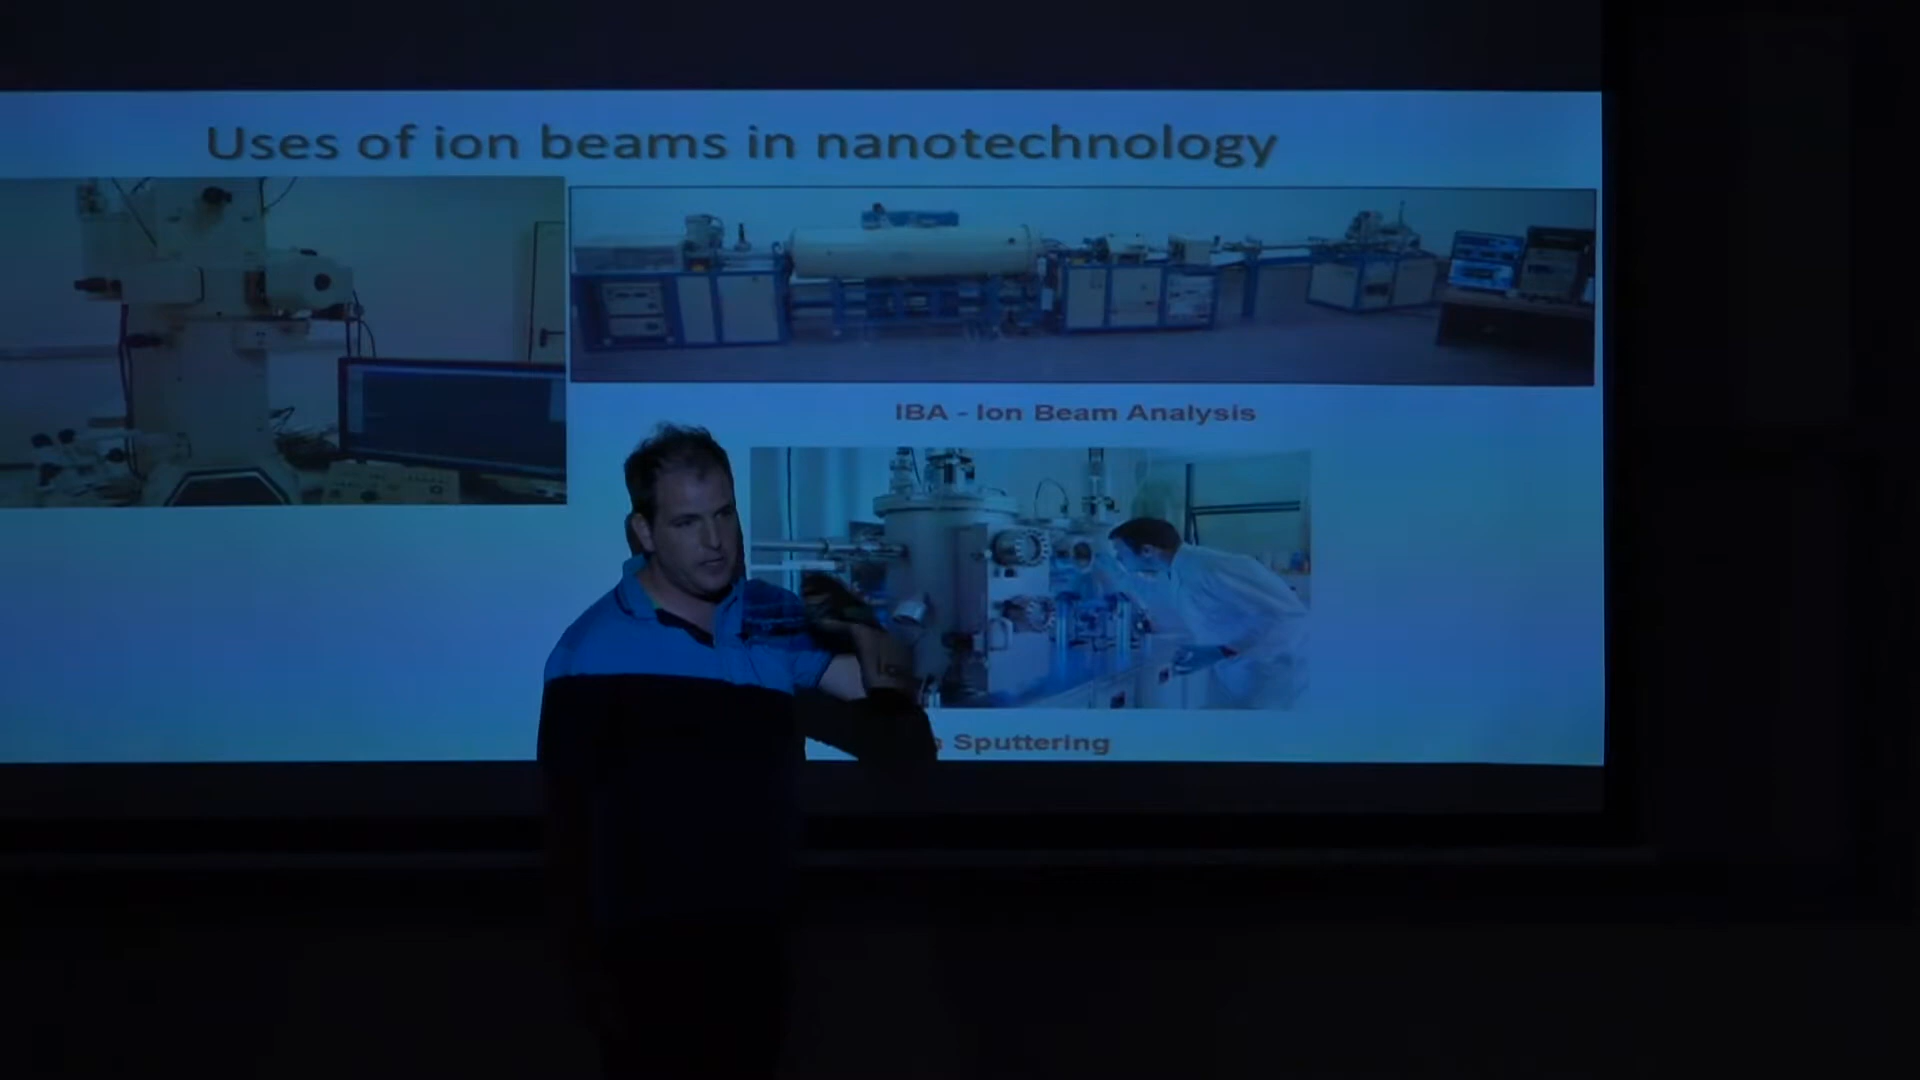 Uses of ion beams in nanotechnology
IBA - Ion Beam Analysis
Sputtering